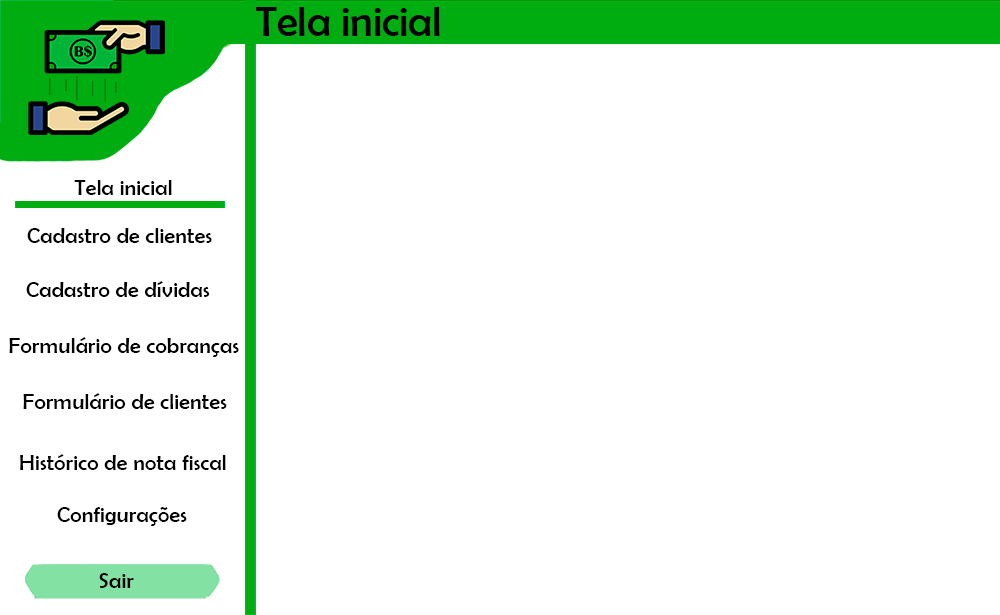 Tela inicial
B$
Tela inicial
Cadastro de clientes
Cadastro de dívidas
Formulário de cobranças
Formulário de clientes
Histórico de nota fiscal
Configurações
Sair